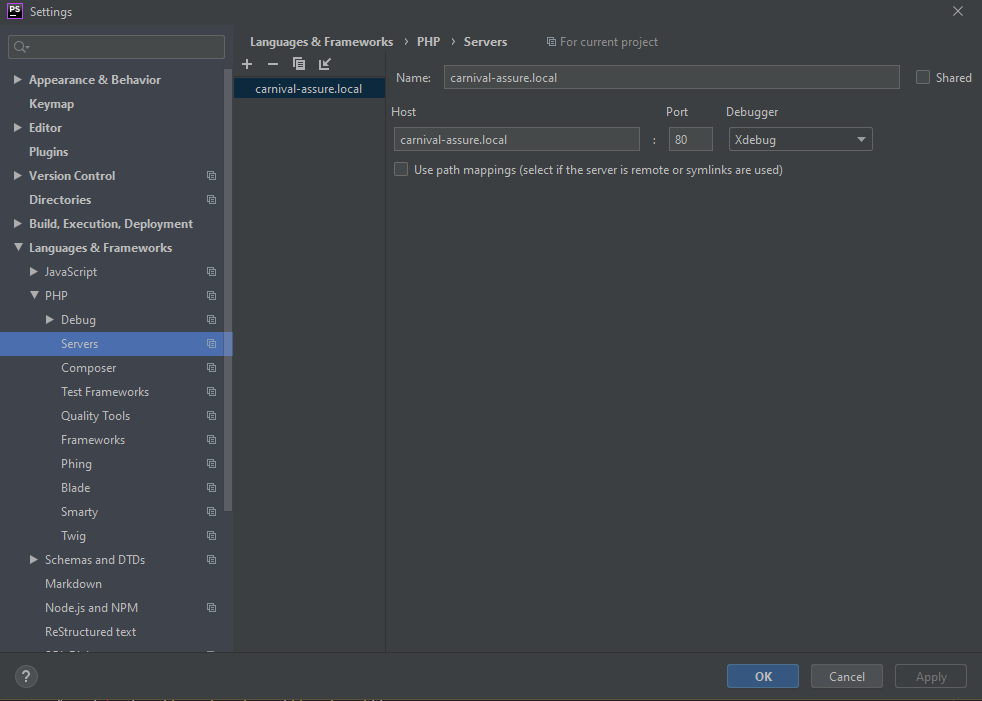 PS Settings
Languages & Frameworks › PHP › Servers For current project
Appearance & Behavior
Keymap
Editor
Plugins
Version Control
Directories
Build, Execution, Deployment
Languages & Frameworks
JavaScript
PHP
Debug
Servers
Composer
Test Frameworks
Quality Tools
Frameworks
Phing
Blade
Smarty
Twig
Schemas and DTDs
Markdown
Node.js and NPM
ReStructured text
carnival-assure.local
Name: carnival-assure.local Shared
Host Port Debugger
carnival-assure.local : 80 Xdebug
Use path mappings (select if the server is remote or symlinks are used)
? OK Cancel Apply